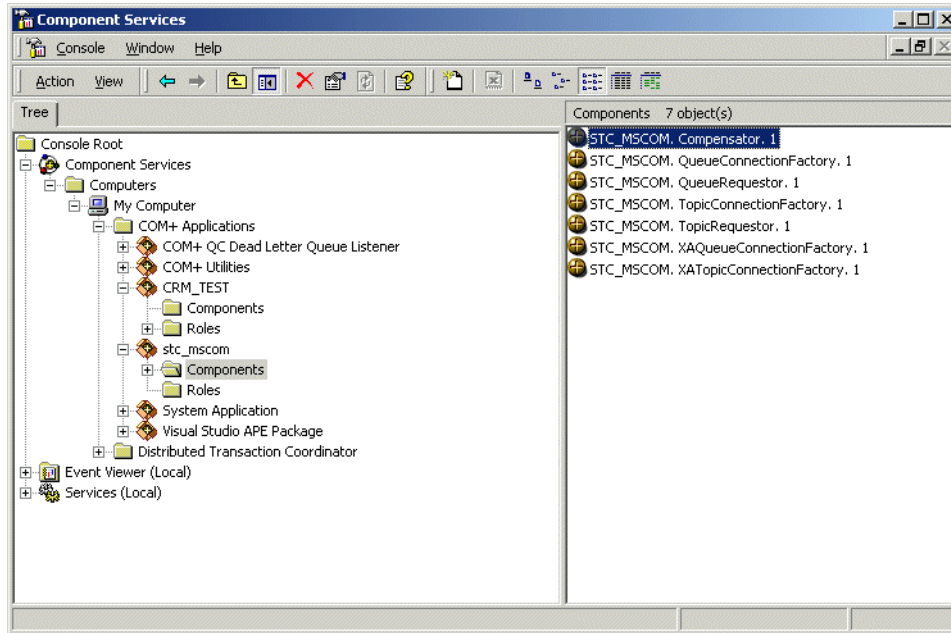 Component Services
Console Window Help
Action View
Tree
Components 7 object(s)
Console Root
Component Services
Computers
My Computer
COM+ Applications
COM+ QC Dead Letter Queue Listener
COM+ Utilities
CRM_TEST
Components
Roles
stc_mscom
Components
Roles
System Application
Visual Studio APE Package
Distributed Transaction Coordinator
Event Viewer (Local)
Services (Local)
STC_MSCOM. Compensator. 1
STC_MSCOM. QueueConnectionFactory. 1
STC_MSCOM. QueueRequestor. 1
STC_MSCOM. TopicConnectionFactory. 1
STC_MSCOM. TopicRequestor. 1
STC_MSCOM. XAQueueConnectionFactory. 1
STC_MSCOM. XATopicConnectionFactory. 1